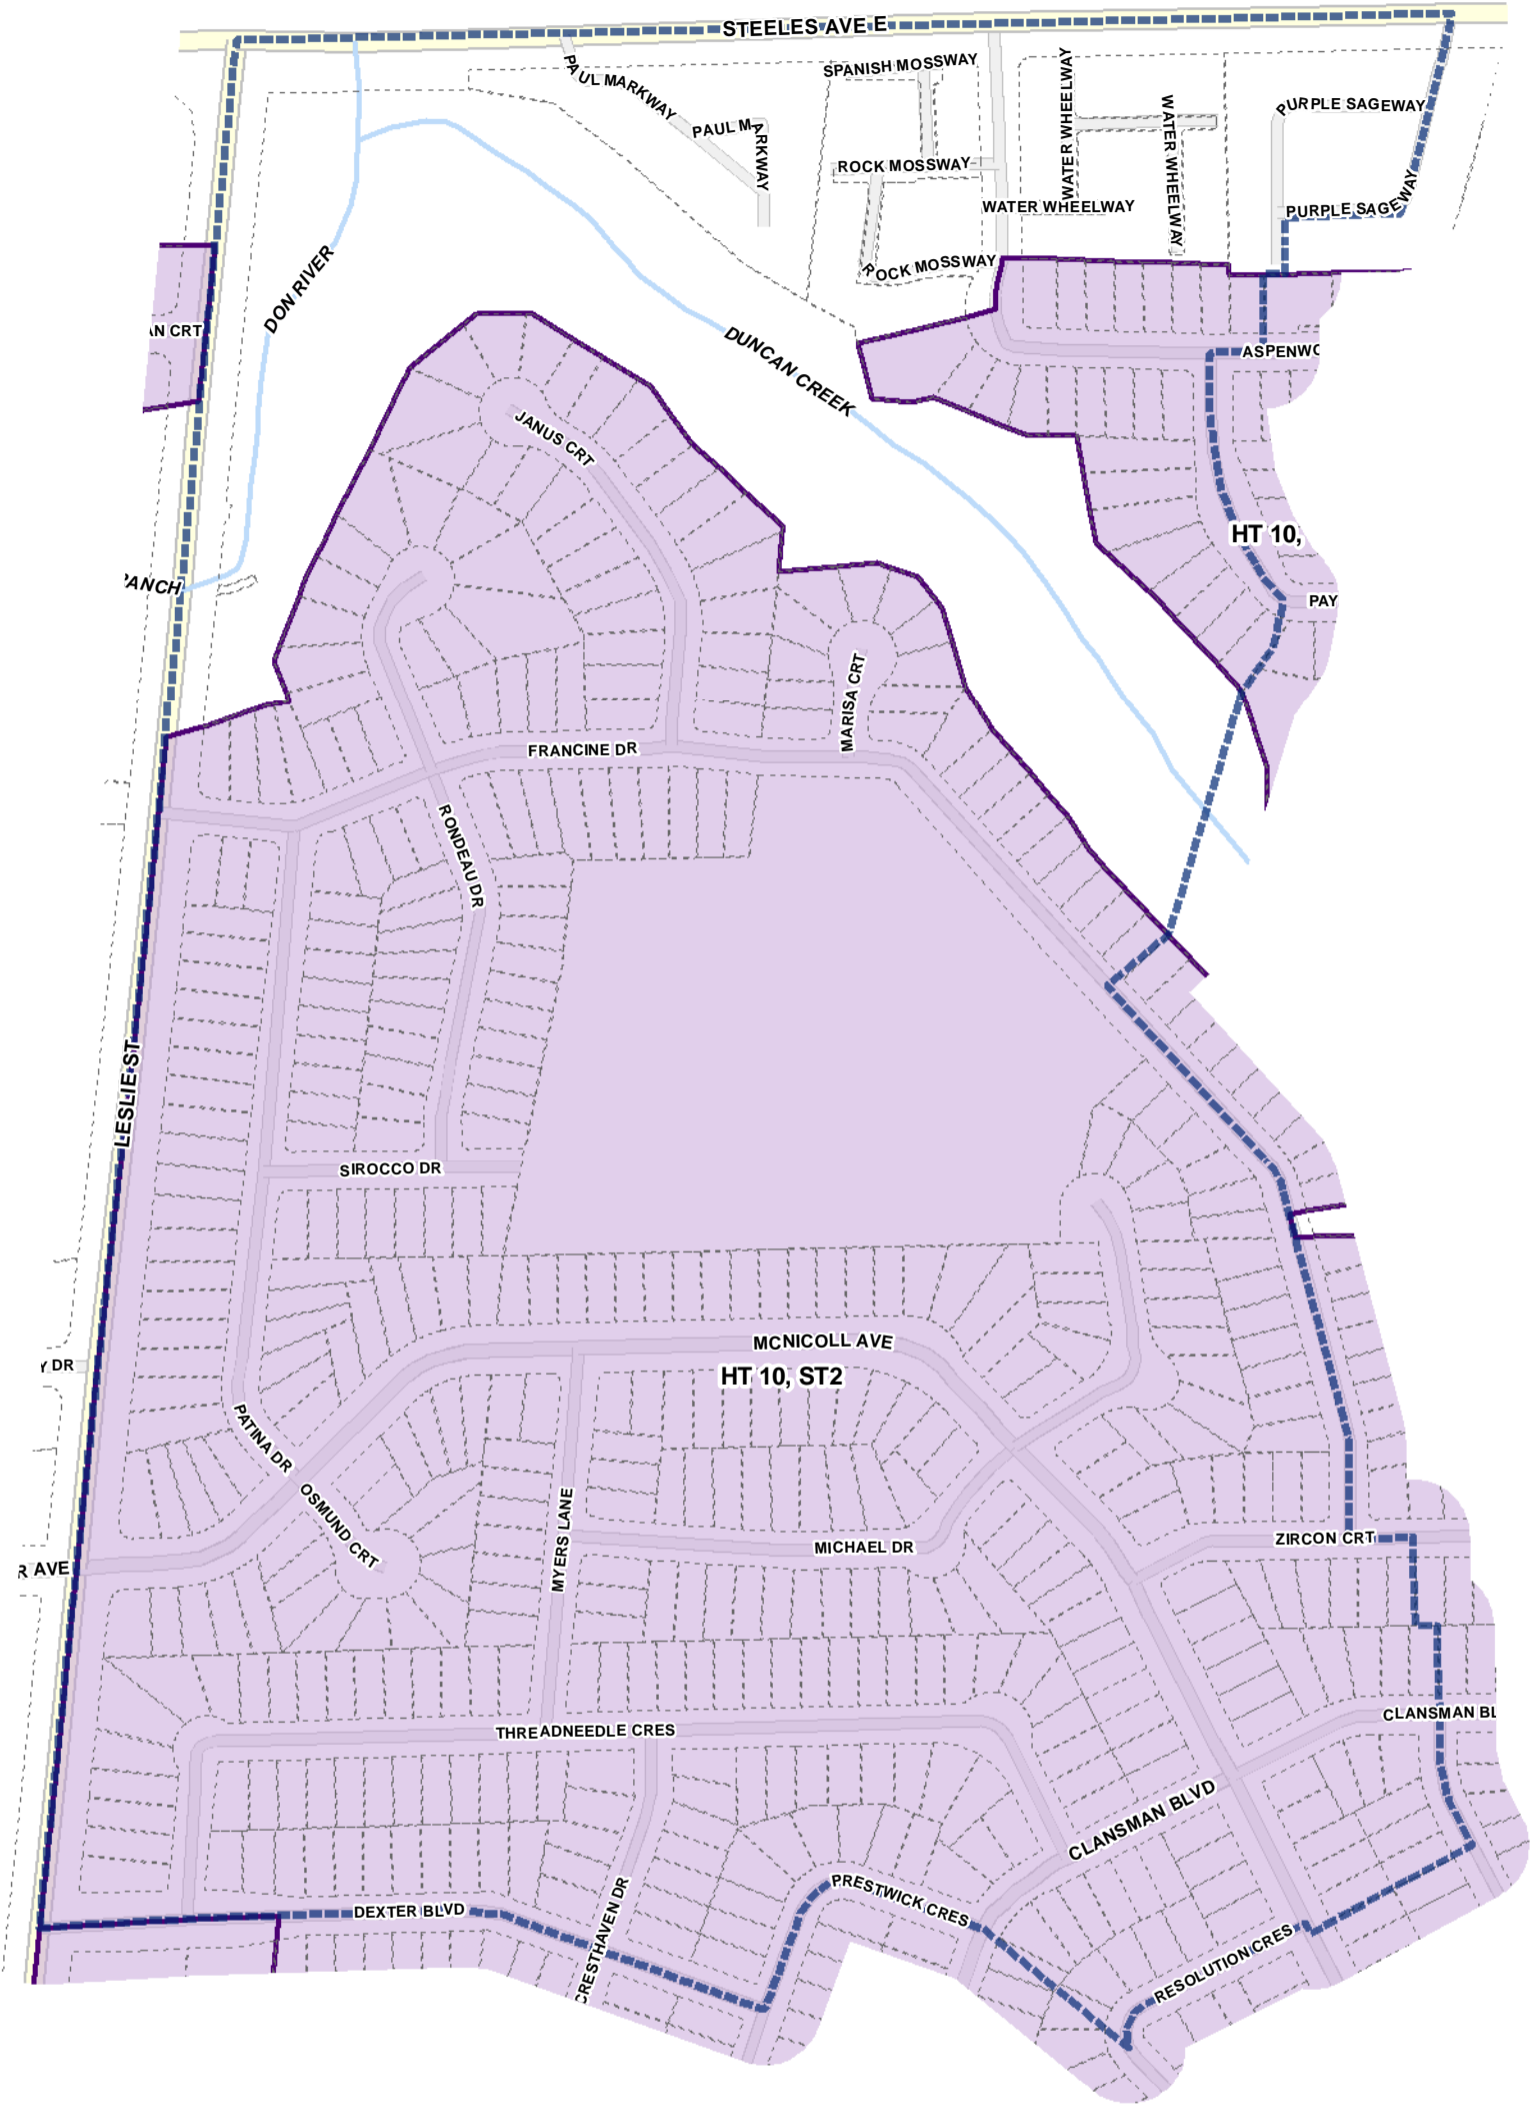 STEELES AVE E
PAUL MARKWAY
SPANISH MOSSWAY
WATER WHEELWAY
WATER WHEELWAY
PURPLE SAGEWAY
PAUL MARKWAY
ROCK MOSSWAY
WATER WHEELWAY
PURPLE SAGEWAY
ROCK MOSSWAY
DON RIVER
AN CRT
DUNCAN CREEK
ASPENWO
JANUS CRT
HT 10,
ANCH
PAY
MARISA CRT
FRANCINE DR
RONDEAU DR
LESLIE ST
SIROCCO DR
MCNICOLL AVE
Y DR
HT 10, ST2
PATINA DR
OSMUND CRT
MYERS LANE
MICHAEL DR
ZIRCON CRT
R AVE
THREADNEEDLE CRES
CLANSMAN BL
CLANSMAN BLVD
DEXTER BLVD
PRESTWICK CRES
CRESTHAVEN DR
RESOLUTION CRES